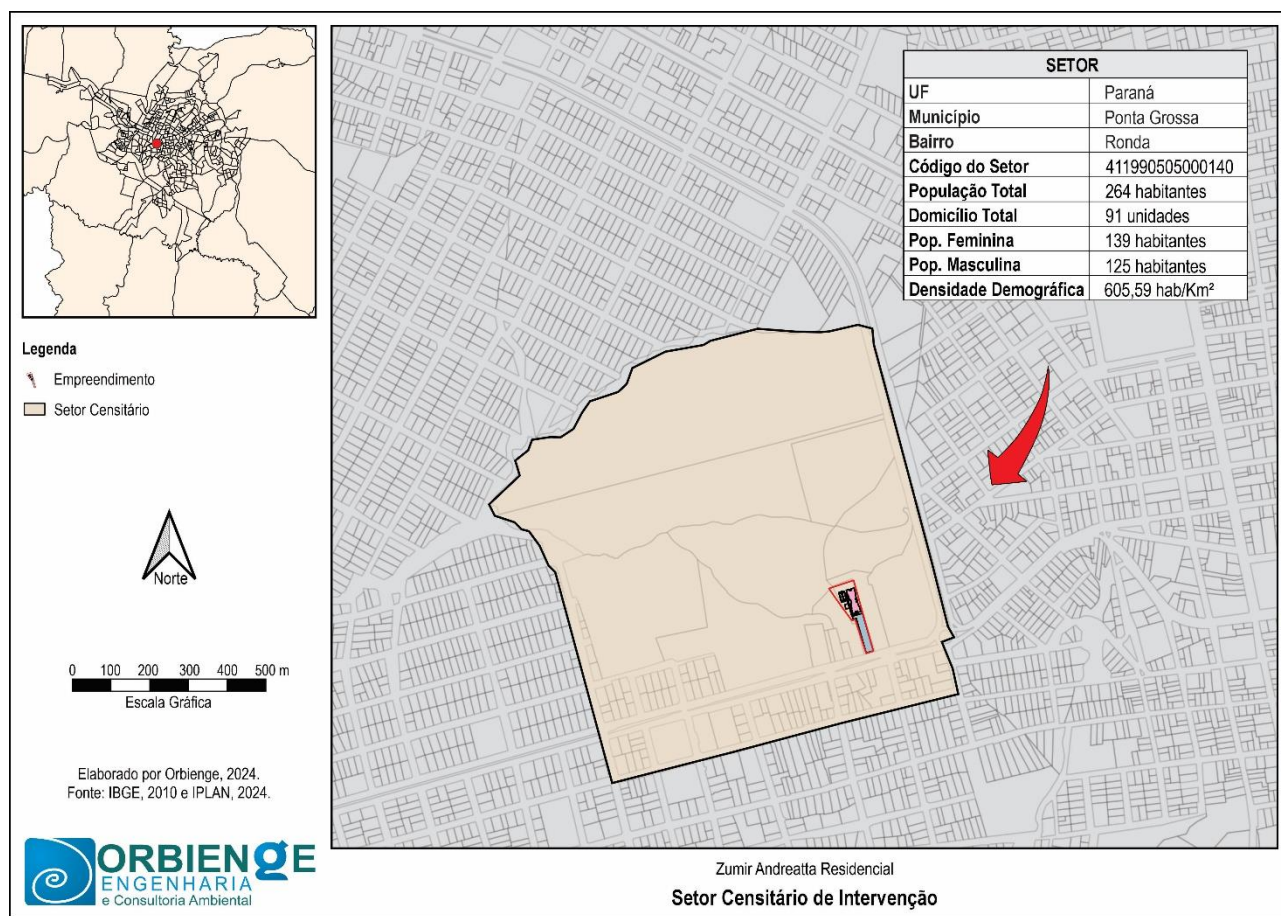 SETOR
UF Paraná
Município Ponta Grossa
Bairro Ronda
Código do Setor 411990505000140
População Total 264 habitantes
Domicílio Total 91 unidades
Pop. Feminina 139 habitantes
Pop. Masculina 125 habitantes
Densidade Demográfica 605,59 hab/Km²
Legenda
Empreendimento
Setor Censitário
Norte
0 100 200 300 400 500 m
Escala Gráfica
Elaborado por Orbienge, 2024.
Fonte: IBGE, 2010 e IPLAN, 2024.
ORBIENGE
ENGENHARIA
e Consultoria Ambiental
Zumir Andreatta Residencial
Setor Censitário de Intervenção